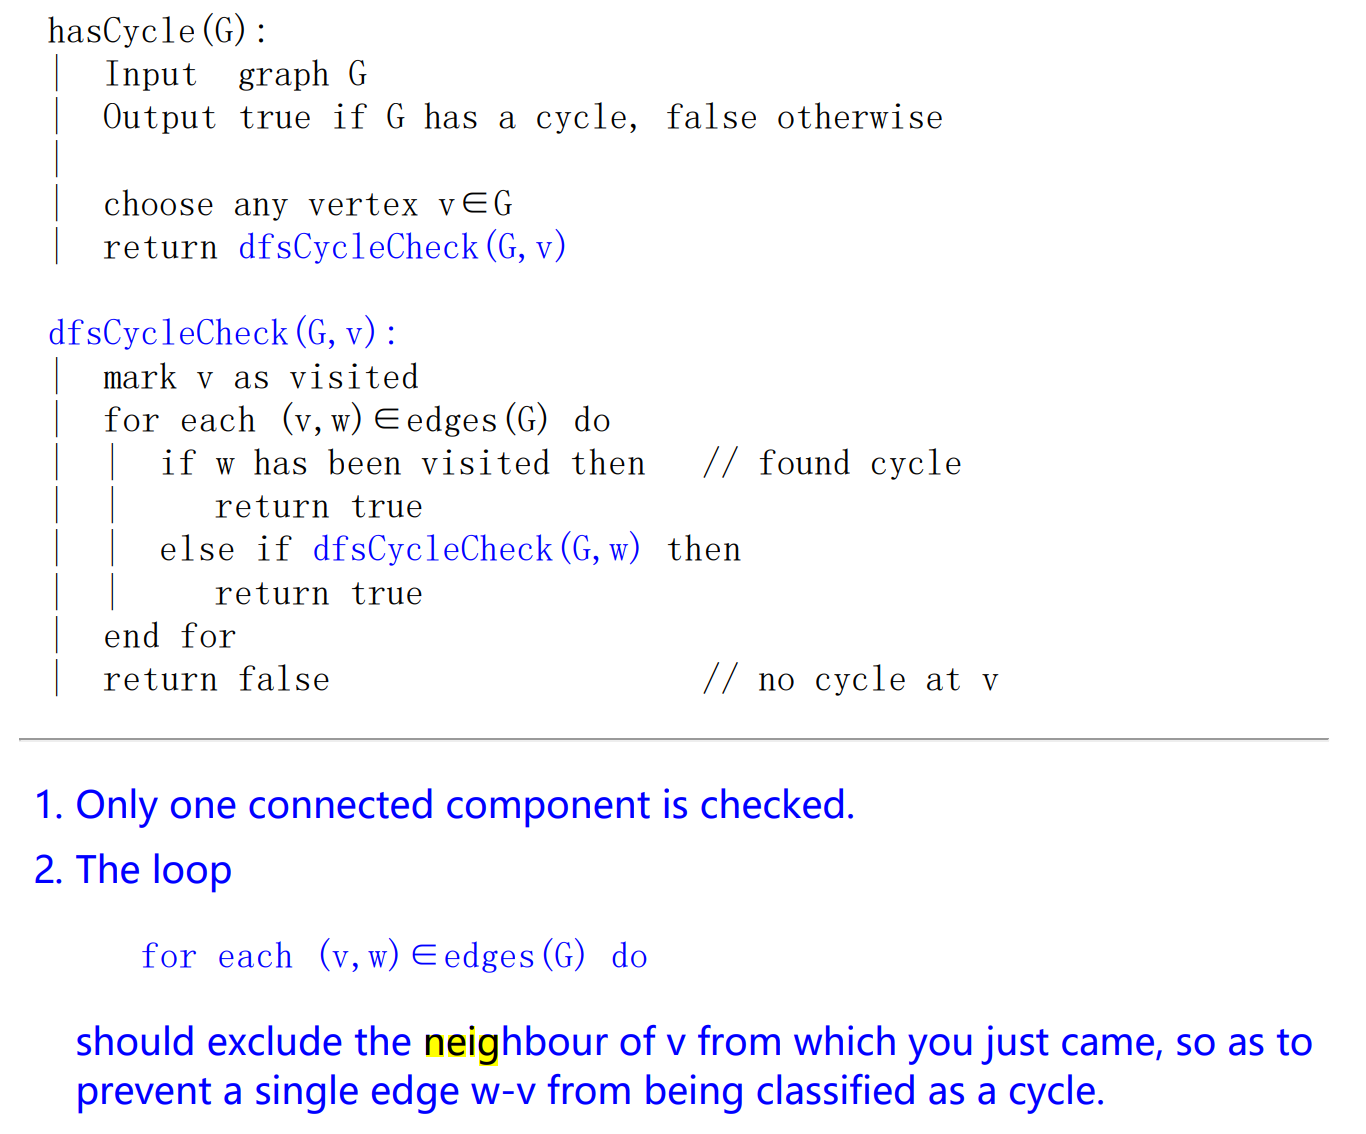 hasCycle(G):
Input graph G
Output true if G has a cycle, false otherwise
choose any vertex v∈G
return dfsCycleCheck(G,v)
dfsCycleCheck(G,v):
mark v as visited
for each (v,w)∈edges(G) do
if w has been visited then // found cycle
return true
else if dfsCycleCheck(G,w) then
return true
end for
return false // no cycle at v
1. Only one connected component is checked.
2. The loop
for each (v,w)∈edges(G) do
should exclude the neighbour of v from which you just came, so as to
prevent a single edge w-v from being classified as a cycle.